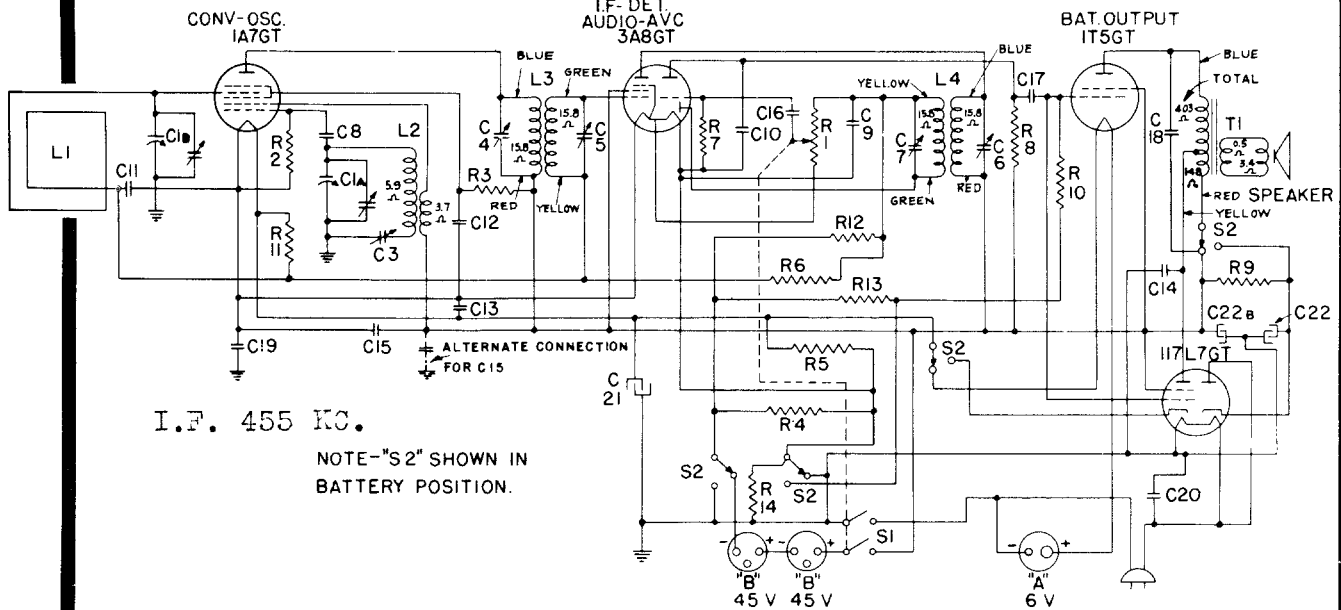 CONV-OSC.
1A7GT
I.F-DET.
AUDIO-AVC
3A8GT
BAT. OUTPUT
1T5GT
L1
C11
C1B
R2
R11
C8
C1A
C3
L2
5.9 Ω
3.7 Ω
R3
C12
C13
C19
C15
ALTERNATE CONNECTION
FOR C15
C4
BLUE
L3
GREEN
15.8 Ω
15.8 Ω
RED
YELLOW
C5
R7
C10
C16
R1
C9
YELLOW
L4
BLUE
C7
15.8 Ω
15.8 Ω
C6
GREEN
RED
R8
C17
R10
C18
BLUE
TOTAL
403 Ω
148 Ω
T1
0.5 Ω
3.4 Ω
RED
SPEAKER
YELLOW
S2
R12
R6
R13
R9
C14
C22B
C22
117L7GT
S2
R5
R4
C21
S2
R14
S2
S1
C20
I.F. 455 KC.
NOTE-"S2" SHOWN IN
BATTERY POSITION.
- + - +
"B" "B"
45 V 45 V
- +
"A"
6 V